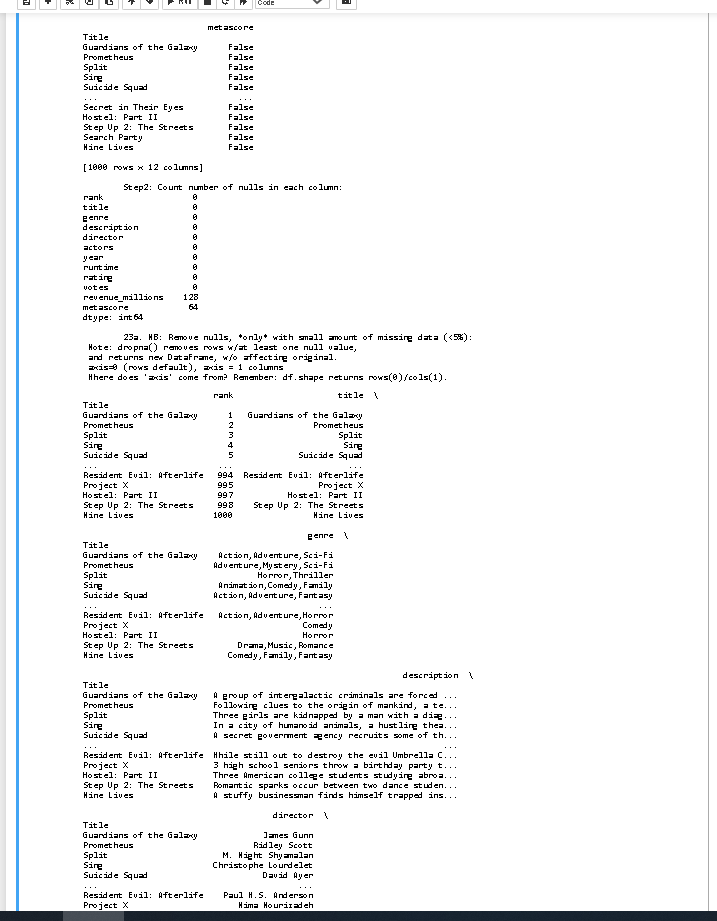 Code
metascore
Title
Guardians of the Galaxy False
Prometheus False
Split False
Sing False
Suicide Squad False
... ...
Secret in Their Eyes False
Hostel: Part II False
Step Up 2: The Streets False
Search Party False
Nine Lives False
[1000 rows x 12 columns]
Step2: Count number of nulls in each column:
rank 0
title 0
genre 0
description 0
director 0
actors 0
year 0
runtime 0
rating 0
votes 0
revenue_millions 128
metascore 64
dtype: int64
23a. NB: Remove nulls, *only* with small amount of missing data (<5%):
Note: dropna() removes rows w/at least one null value,
and returns new DataFrame, w/o affecting original.
axis=0 (rows default), axis = 1 columns
Where does 'axis' come from? Remember: df.shape returns rows(0)/cols(1).
rank title \
Title
Guardians of the Galaxy 1 Guardians of the Galaxy
Prometheus 2 Prometheus
Split 3 Split
Sing 4 Sing
Suicide Squad 5 Suicide Squad
... ... ...
Resident Evil: Afterlife 994 Resident Evil: Afterlife
Project X 995 Project X
Hostel: Part II 997 Hostel: Part II
Step Up 2: The Streets 998 Step Up 2: The Streets
Nine Lives 1000 Nine Lives
genre \
Title
Guardians of the Galaxy Action,Adventure,Sci-Fi
Prometheus Adventure,Mystery,Sci-Fi
Split Horror,Thriller
Sing Animation,Comedy,Family
Suicide Squad Action,Adventure,Fantasy
... ...
Resident Evil: Afterlife Action,Adventure,Horror
Project X Comedy
Hostel: Part II Horror
Step Up 2: The Streets Drama,Music,Romance
Nine Lives Comedy,Family,Fantasy
description \
Title
Guardians of the Galaxy A group of intergalactic criminals are forced ...
Prometheus Following clues to the origin of mankind, a te...
Split Three girls are kidnapped by a man with a diag...
Sing In a city of humanoid animals, a hustling thea...
Suicide Squad A secret government agency recruits some of th...
... ...
Resident Evil: Afterlife While still out to destroy the evil Umbrella C...
Project X 3 high school seniors throw a birthday party t...
Hostel: Part II Three American college students studying abroa...
Step Up 2: The Streets Romantic sparks occur between two dance studen...
Nine Lives A stuffy businessman finds himself trapped ins...
director \
Title
Guardians of the Galaxy James Gunn
Prometheus Ridley Scott
Split M. Night Shyamalan
Sing Christophe Lourdelet
Suicide Squad David Ayer
... ...
Resident Evil: Afterlife Paul W.S. Anderson
Project X Nima Nourizadeh